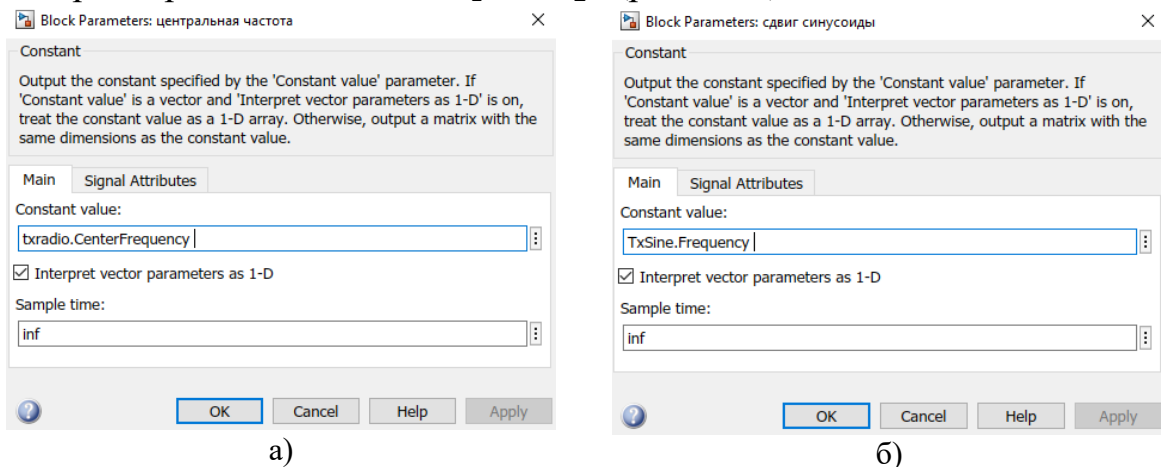 Block Parameters: центральная частота
Constant
Output the constant specified by the 'Constant value' parameter. If
'Constant value' is a vector and 'Interpret vector parameters as 1-D' is on,
treat the constant value as a 1-D array. Otherwise, output a matrix with the
same dimensions as the constant value.
Main Signal Attributes
Constant value:
txradio.CenterFrequency
Interpret vector parameters as 1-D
Sample time:
inf
OK Cancel Help Apply
а)
Block Parameters: сдвиг синусоиды
Constant
Output the constant specified by the 'Constant value' parameter. If
'Constant value' is a vector and 'Interpret vector parameters as 1-D' is on,
treat the constant value as a 1-D array. Otherwise, output a matrix with the
same dimensions as the constant value.
Main Signal Attributes
Constant value:
TxSine.Frequency
Interpret vector parameters as 1-D
Sample time:
inf
OK Cancel Help Apply
б)